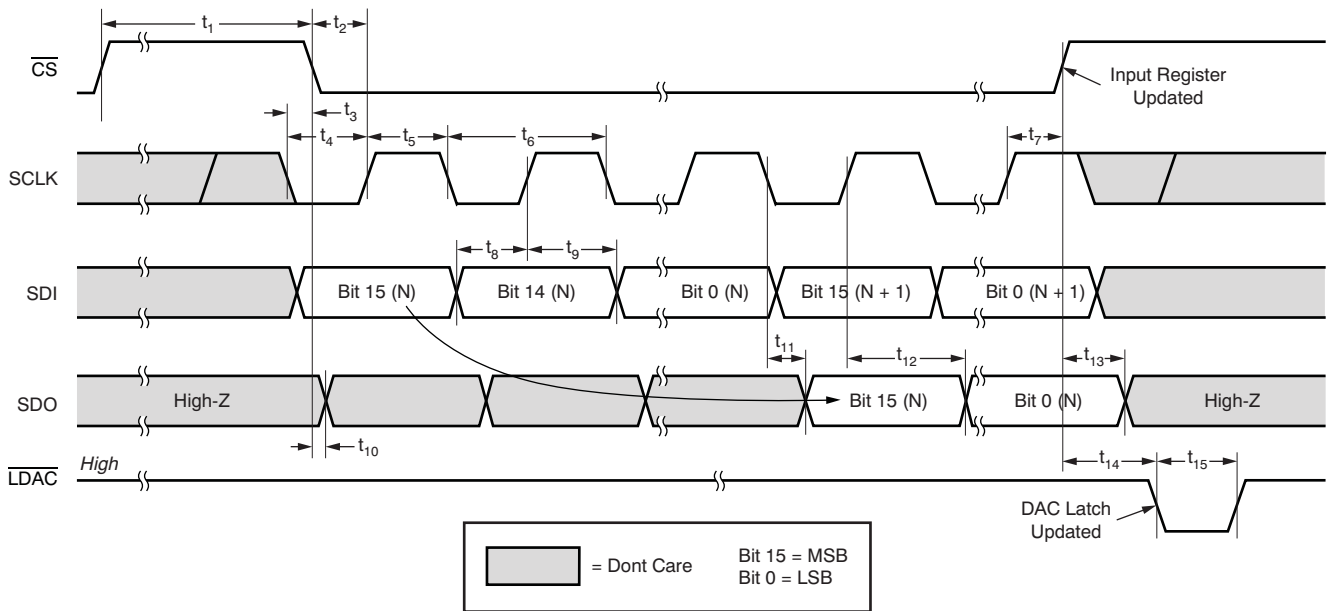 t1
t2
CS
Input Register
Updated
t3
t4
t5
t6
t7
SCLK
t8
t9
SDI
Bit 15 (N)
Bit 14 (N)
Bit 0 (N)
Bit 15 (N + 1)
Bit 0 (N + 1)
t11
t12
t13
SDO
High-Z
Bit 15 (N)
Bit 0 (N)
High-Z
t10
High
LDAC
t14
t15
DAC Latch
Updated
= Dont Care
Bit 15 = MSB
Bit 0 = LSB